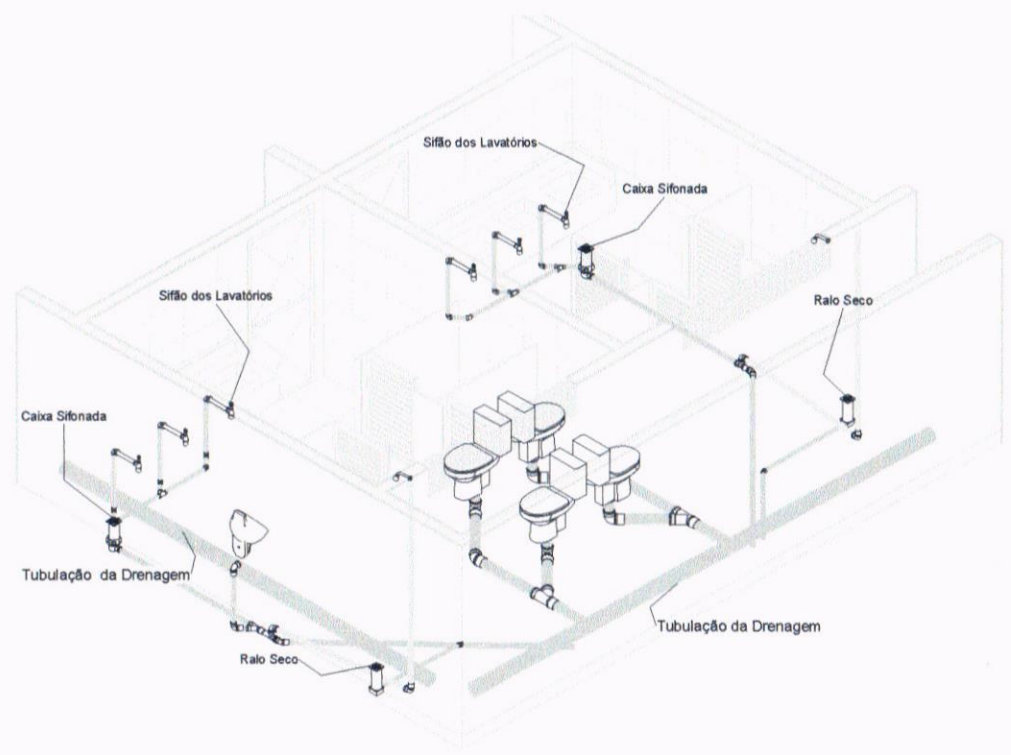 Sifão dos Lavatórios
Caixa Sifonada
Sifão dos Lavatórios
Ralo Seco
Caixa Sifonada
Tubulação da Drenagem
Tubulação da Drenagem
Ralo Seco